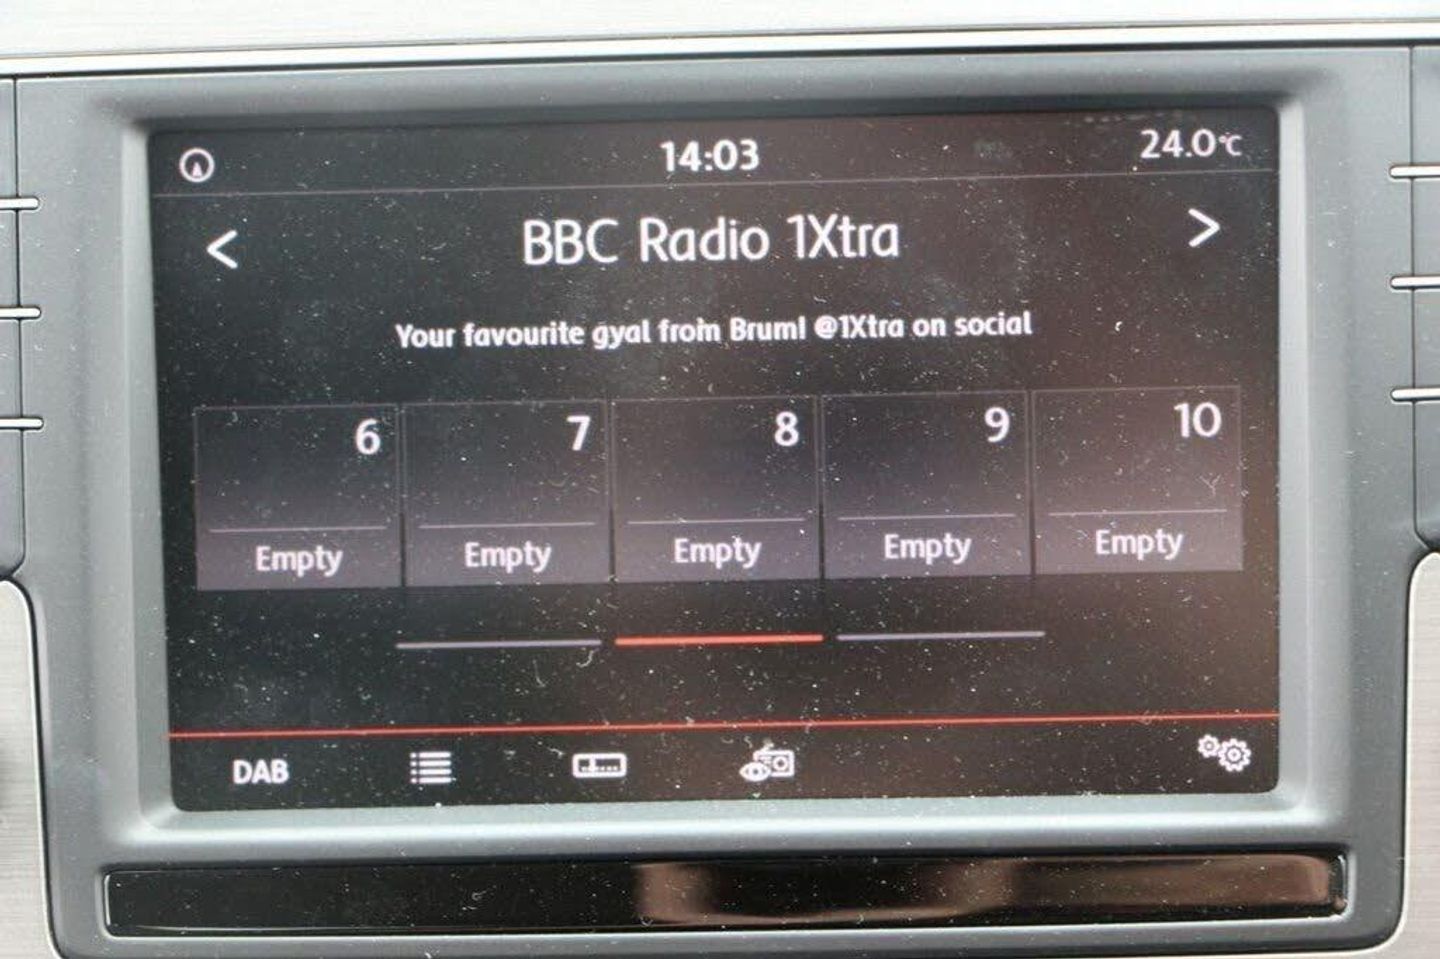 14:03
24.0°C
BBC Radio 1Xtra
Your favourite gyal from Brum! @1Xtra on social
6 7 8 9 10
Empty Empty Empty Empty Empty
DAB